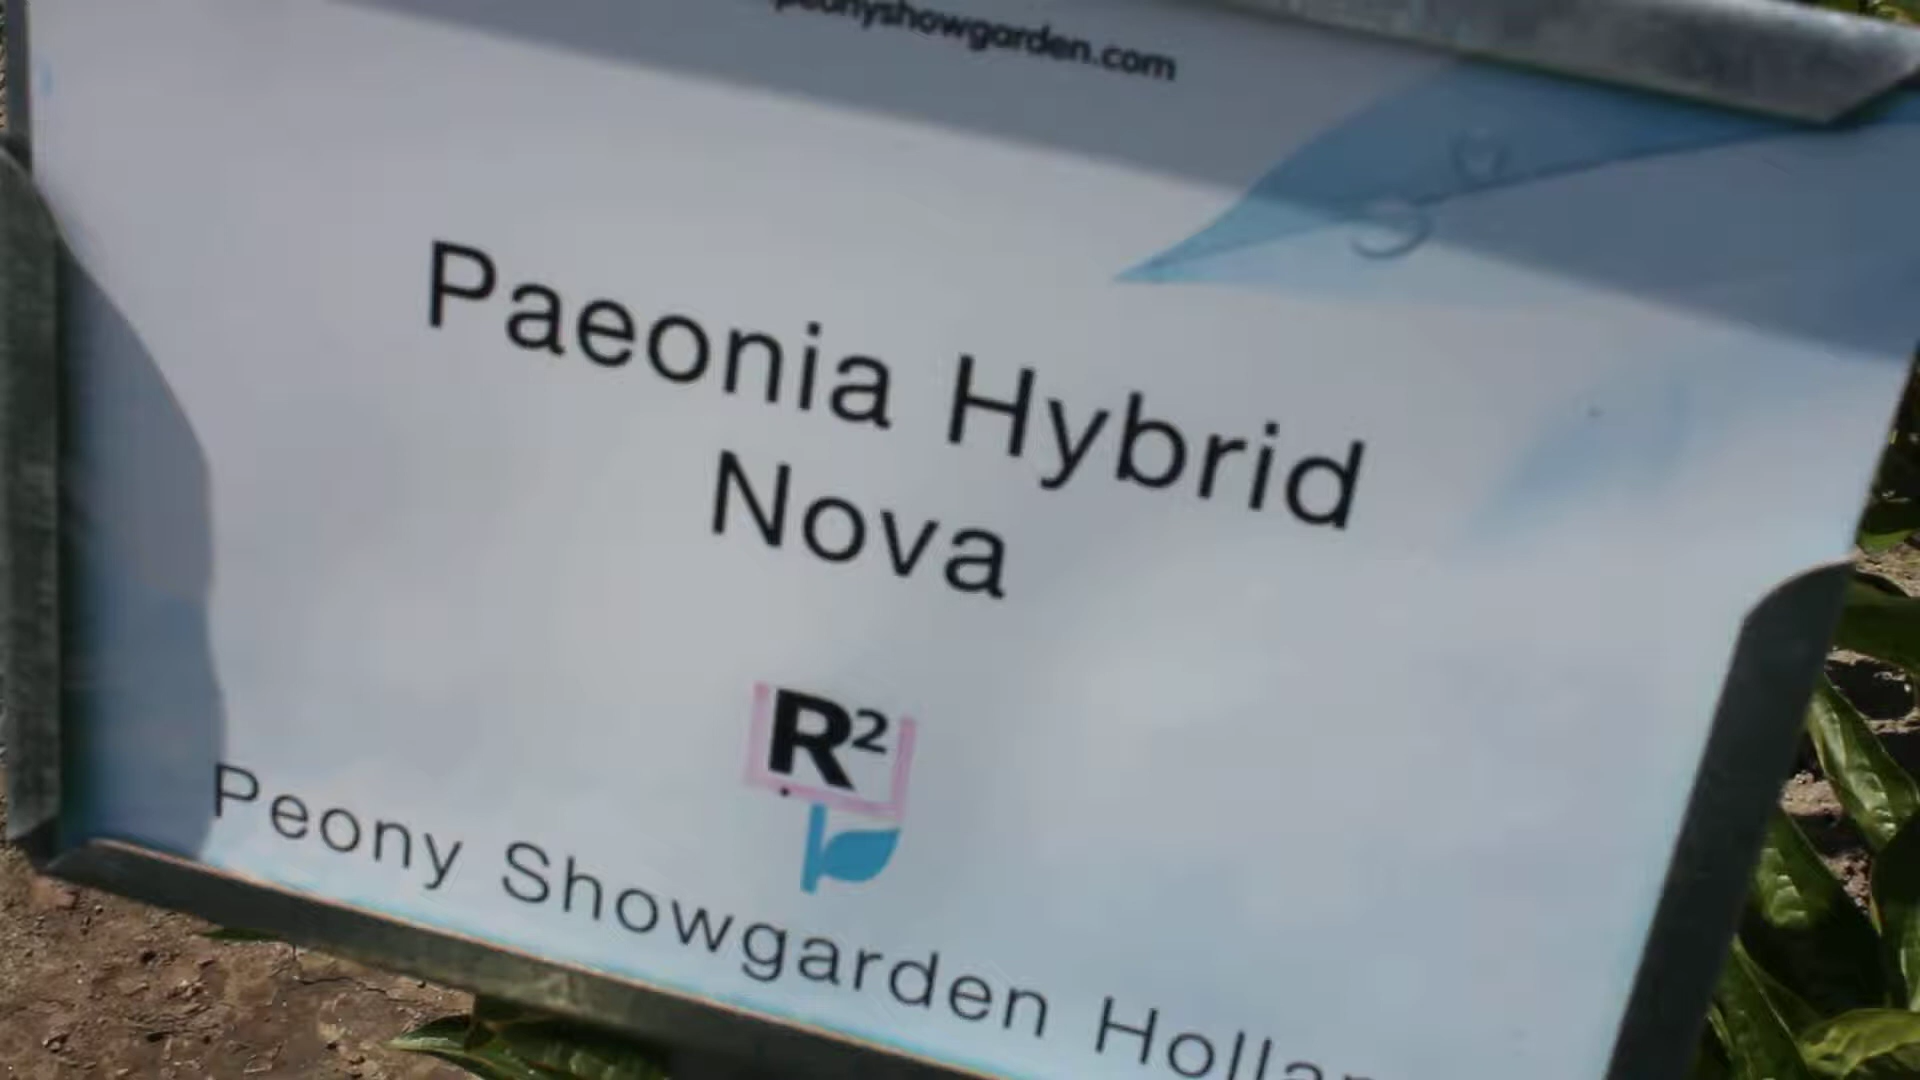 peonyshowgarden.com
Paeonia Hybrid
Nova
R²
Peony Showgarden